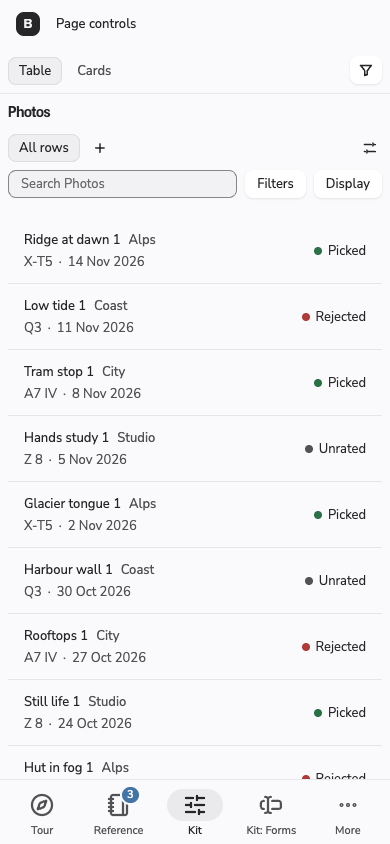 B Page controls
Table Cards
Photos
All rows +
Search Photos Filters Display
Ridge at dawn 1 Alps
X-T5 · 14 Nov 2026
Picked
Low tide 1 Coast
Q3 · 11 Nov 2026
Rejected
Tram stop 1 City
A7 IV · 8 Nov 2026
Picked
Hands study 1 Studio
Z 8 · 5 Nov 2026
Unrated
Glacier tongue 1 Alps
X-T5 · 2 Nov 2026
Picked
Harbour wall 1 Coast
Q3 · 30 Oct 2026
Unrated
Rooftops 1 City
A7 IV · 27 Oct 2026
Rejected
Still life 1 Studio
Z 8 · 24 Oct 2026
Picked
Hut in fog 1 Alps
Rejected
3
Tour Reference Kit Kit: Forms More